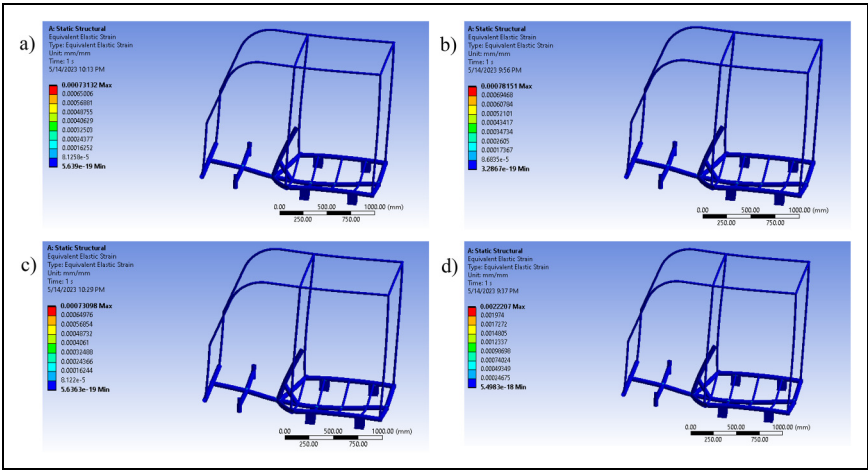 a)
A: Static Structural
Equivalent Elastic Strain
Type: Equivalent Elastic Strain
Unit: mm/mm
Time: 1 s
5/14/2023 10:13 PM
0.00073132 Max
0.00065006
0.00056881
0.00048755
0.00040629
0.00032503
0.00024377
0.00016252
8.1258e-5
5.639e-19 Min
0.00 500.00 1000.00 (mm)
250.00 750.00
b)
A: Static Structural
Equivalent Elastic Strain
Type: Equivalent Elastic Strain
Unit: mm/mm
Time: 1 s
5/14/2023 9:56 PM
0.00078151 Max
0.00069468
0.00060784
0.00052101
0.00043417
0.00034734
0.0002605
0.00017367
8.6835e-5
3.2867e-19 Min
0.00 500.00 1000.00 (mm)
250.00 750.00
c)
A: Static Structural
Equivalent Elastic Strain
Type: Equivalent Elastic Strain
Unit: mm/mm
Time: 1 s
5/14/2023 10:29 PM
0.00073098 Max
0.00064976
0.00056854
0.00048732
0.0004061
0.00032488
0.00024366
0.00016244
8.122e-5
5.6363e-19 Min
0.00 500.00 1000.00 (mm)
250.00 750.00
d)
A: Static Structural
Equivalent Elastic Strain
Type: Equivalent Elastic Strain
Unit: mm/mm
Time: 1 s
5/14/2023 9:37 PM
0.0022207 Max
0.001974
0.0017272
0.0014805
0.0012337
0.00098698
0.00074024
0.00049349
0.00024675
5.4983e-18 Min
0.00 500.00 1000.00 (mm)
250.00 750.00